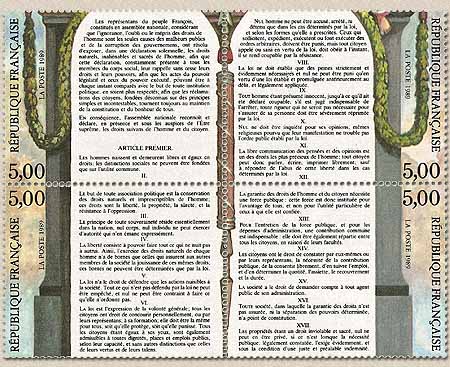 Les représentants du peuple Français,
constitués en assemblée nationale, considérant
que l'ignorance, l'oubli ou le mépris des droits de
l'homme sont les seules causes des malheurs publics
et de la corruption des gouvernements, ont résolu
d'exposer, dans une déclaration solennelle, les droits
naturels, inaliénables et sacrés de l'homme; afin que
cette déclaration, constamment présente à tous les
membres du corps social, leur rappelle sans cesse leurs
droits et leurs devoirs; afin que les actes du pouvoir
législatif et ceux du pouvoir exécutif, pouvant être à
chaque instant comparés avec le but de toute institution
politique, en soient plus respectés; afin que les réclama-
tions des citoyens, fondées désormais sur des principes
simples et incontestables, tournent toujours au maintien
de la constitution et du bonheur de tous.
En conséquence, l'assemblée nationale reconnoît et
déclare, en présence et sous les auspices de l'Être
suprême, les droits suivants de l'homme et du citoyen.
ARTICLE PREMIER.
Les hommes naissent et demeurent libres et égaux en
droits; les distinctions sociales ne peuvent être fondées
que sur l'utilité commune.
II.
Le but de toute association politique est la conservation
des droits naturels et imprescriptibles de l'homme;
ces droits sont la liberté, la propriété, la sûreté, et la
résistance à l'oppression.
III.
Le principe de toute souveraineté réside essentiellement
dans la nation, nul corps, nul individu ne peut exercer
d'autorité qui n'en émane expressément.
IV.
La liberté consiste à pouvoir faire tout ce qui ne nuit pas
à autrui. Ainsi, l'exercice des droits naturels de chaque homme
n'a de bornes que celles qui assurent aux autres
membres de la société la jouissance de ces mêmes droits;
ces bornes ne peuvent être déterminées que par la loi.
V.
La loi n'a le droit de défendre que les actions nuisibles à
la société. Tout ce qui n'est pas défendu par la loi ne peut
être empêché, et nul ne peut être contraint à faire ce
qu'elle n'ordonne pas.
VI.
La loi est l'expression de la volonté générale; tous les
citoyens ont droit de concourir personnellement, ou par
leurs représentants, à sa formation; elle doit être la même
pour tous, soit qu'elle protège, soit qu'elle punisse. Tous
les citoyens étant égaux à ses yeux, sont également
admissibles à toutes dignités, places et emplois publics,
selon leur capacité, et sans autres distinctions que celles
de leurs vertus et de leurs talens.
Nul homme ne peut être accusé, arrêté, ni
détenu que dans les cas déterminés par la loi,
et selon les formes qu'elle a prescrites. Ceux qui
sollicitent, expédient, exécutent ou font exécuter des
ordres arbitraires, doivent être punis, mais tout citoyen
appelé ou saisi en vertu de la loi, doit obéir à l'instant;
il se rend coupable par la résistance.
VIII.
La loi ne doit établir que des peines strictement et
évidemment nécessaires et nul ne peut être puni qu'en
vertu d'une loi établie et promulguée antérieurement au
délit, et légalement appliquée.
IX.
Tout homme étant présumé innocent, jusqu'à ce qu'il ait
été déclaré coupable, s'il est jugé indispensable de
l'arrêter, toute rigueur qui ne seroit pas nécessaire pour
s'assurer de sa personne doit être sévèrement réprimée
par la loi.
X.
Nul ne doit être inquiété pour ses opinions, mêmes
religieuses pourvu que leur manifestation ne trouble pas
l'ordre public établi par la loi.
XI.
La libre communication des pensées et des opinions est
un des droits les plus précieux de l'homme; tout citoyen
peut donc parler, écrire, imprimer librement, sauf
à répondre de l'abus de cette liberté dans les cas
déterminés par la loi.
XII.
La garantie des droits de l'homme et du citoyen nécessite
une force publique; cette force est donc instituée pour
l'avantage de tous, et non pour l'utilité particulière de
ceux à qui elle est confiée.
XIII.
Pour l'entretien de la force publique, et pour les
dépenses d'administration, une contribution commune
est indispensable; elle doit être également répartie entre
tous les citoyens, en raison de leurs facultés.
XIV.
Les citoyens ont le droit de constater par eux-mêmes ou
par leurs représentants, la nécessité de la contribution
publique, de la consentir librement, d'en suivre l'emploi,
et d'en déterminer la quotité, l'assiette, le recouvrement
et la durée.
XV.
La société a le droit de demander compte à tout agent
public de son administration.
XVI.
Toute société, dans laquelle la garantie des droits n'est
pas assurée, ni la séparation des pouvoirs déterminée,
n'a point de constitution.
XVII.
Les propriétés étant un droit inviolable et sacré, nul ne
peut en être privé, si ce n'est lorsque la nécessité
publique, légalement constatée, l'exige évidemment, et
sous la condition d'une juste et préalable indemnité.
RÉPUBLIQUE FRANÇAISE
LA POSTE 1989
5,00
RÉPUBLIQUE FRANÇAISE
LA POSTE 1989
5,00
RÉPUBLIQUE FRANÇAISE
LA POSTE 1989
5,00
RÉPUBLIQUE FRANÇAISE
LA POSTE 1989
5,00